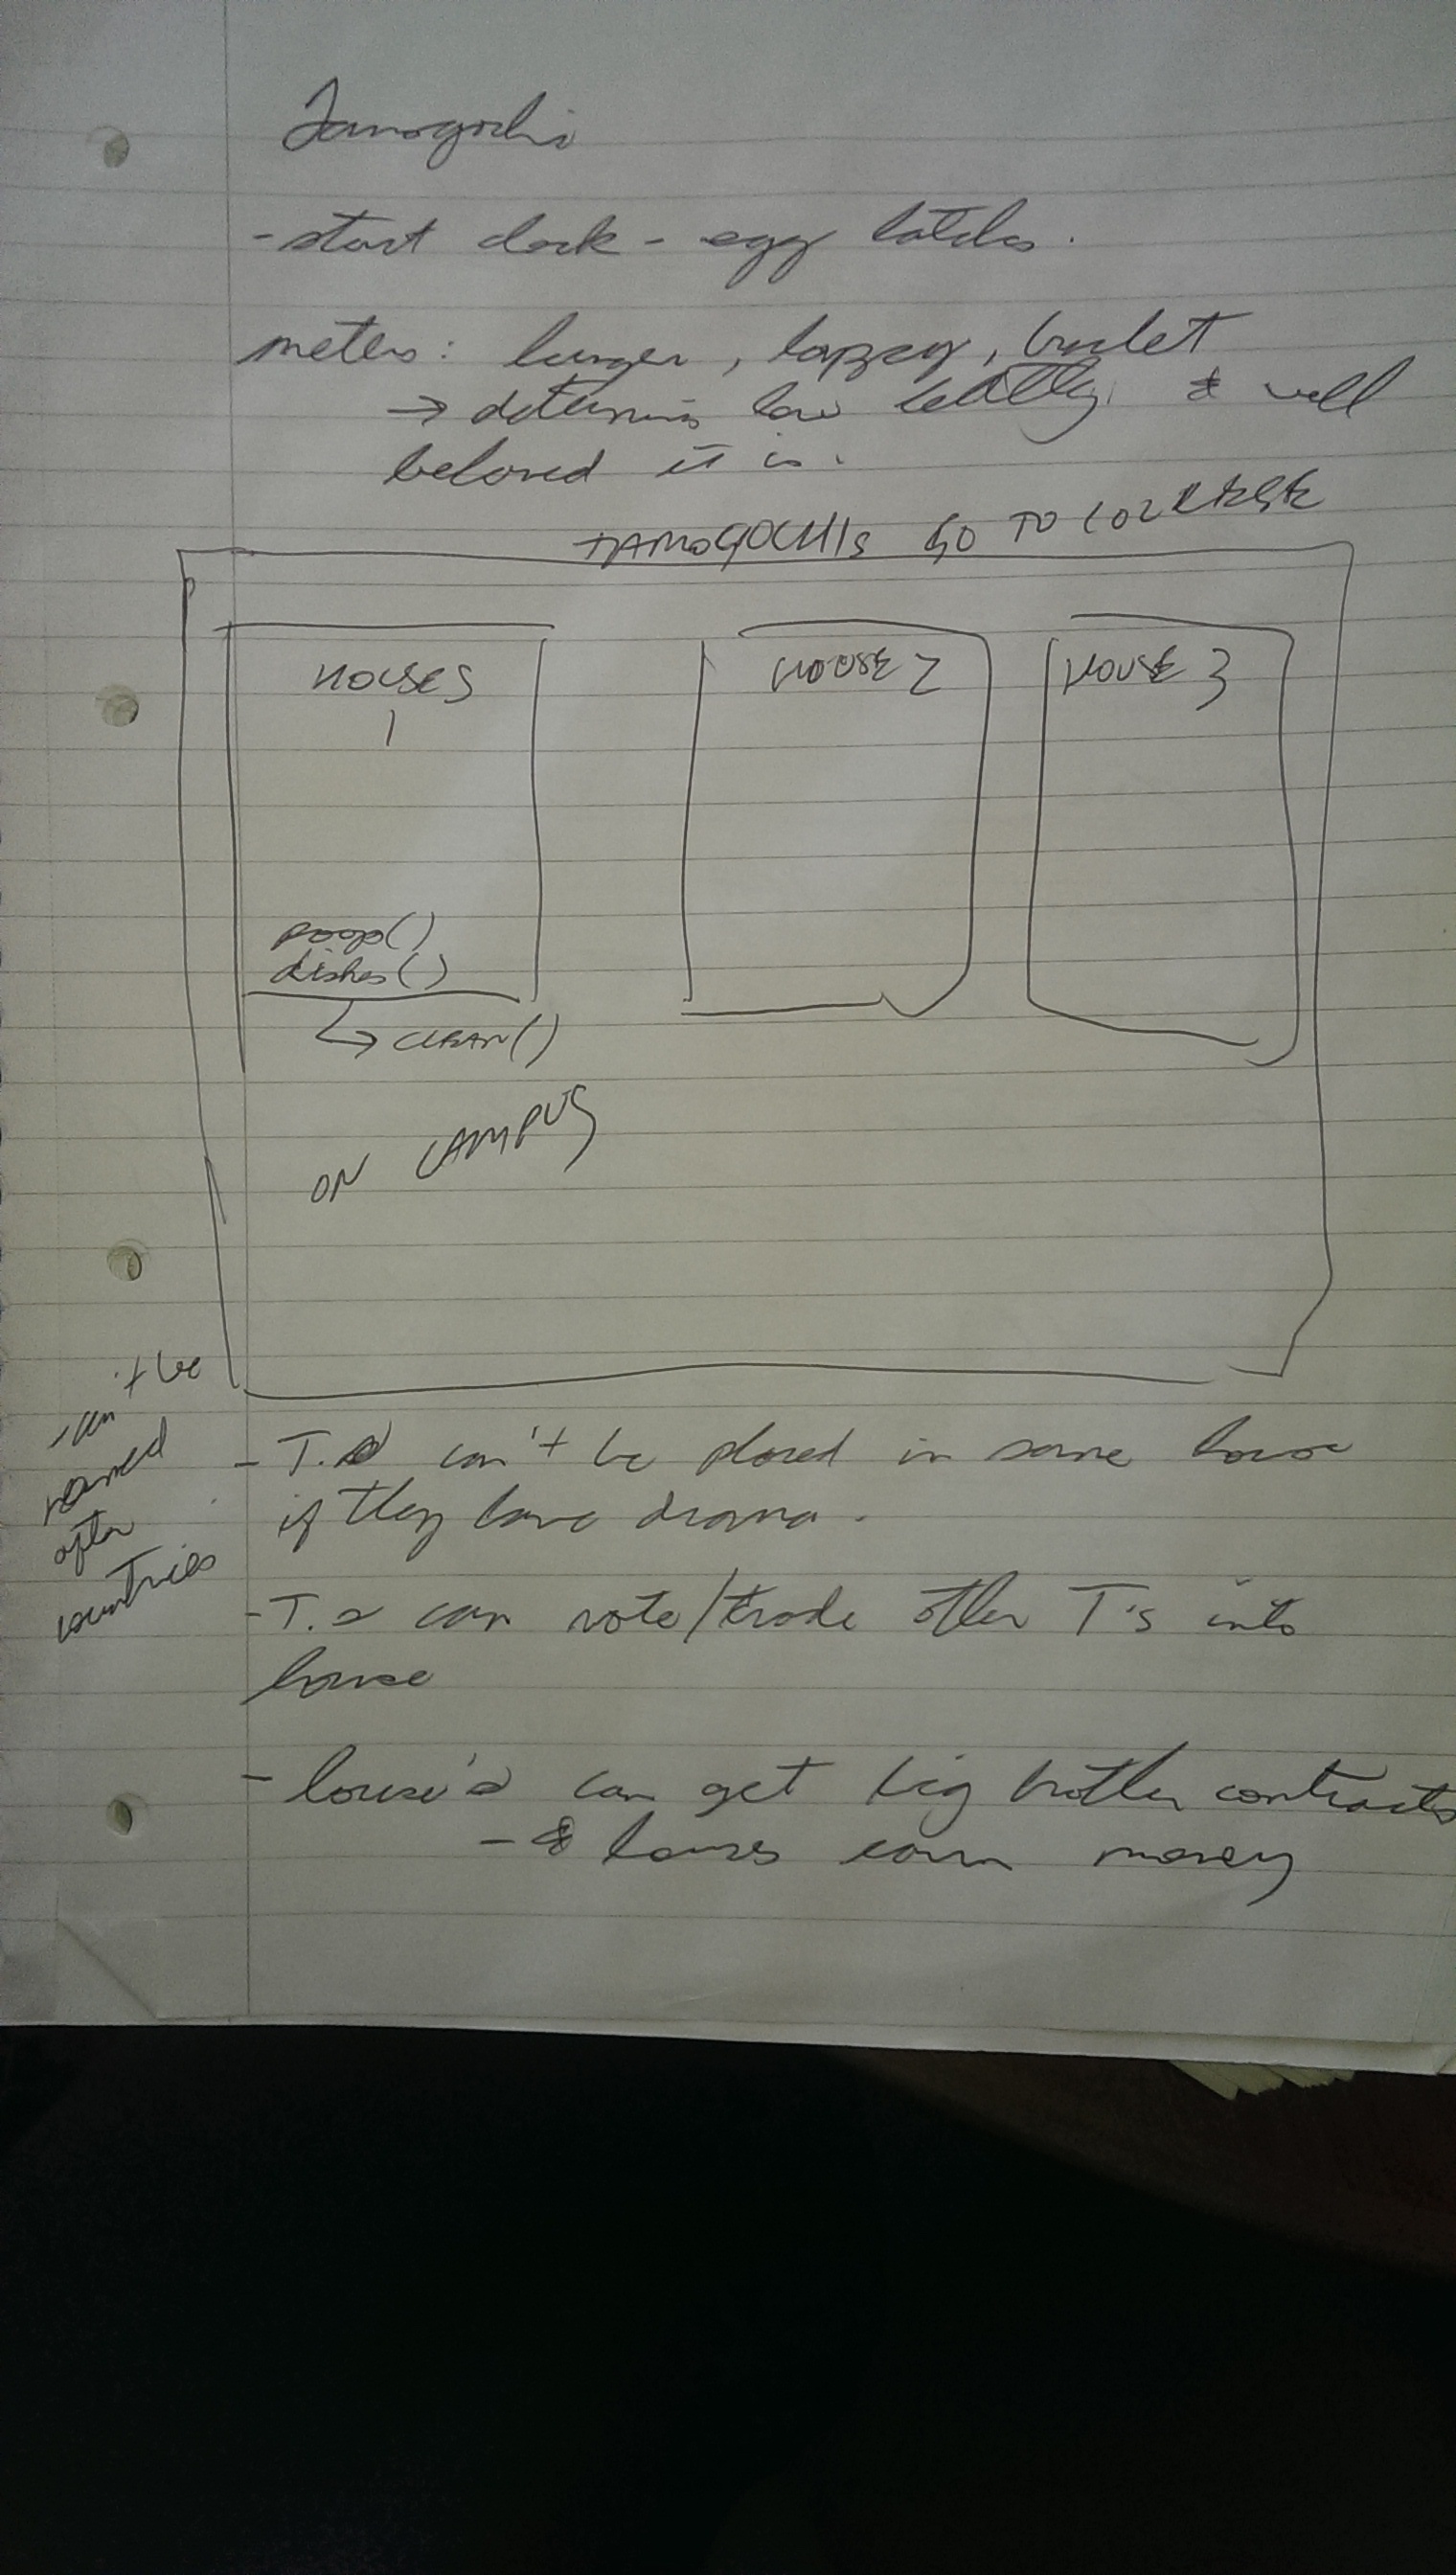 Tamogochi
- start clock - egg hatches.
meters: hunger, happy,
→ determines how healthy & well
beloved it is.
TAMOGOCHIS GO TO COLLEGE
HOUSES
1
HOUSE 2
HOUSE 3
poop()
dishes()
↳ CLEAN()
ON CAMPUS
- T.s can't be placed in same house
if they have drama.
- T.s can vote/trade other T's into
house
- house's can get big brother contracts
- & houses earn money
can't be
named
after
countries